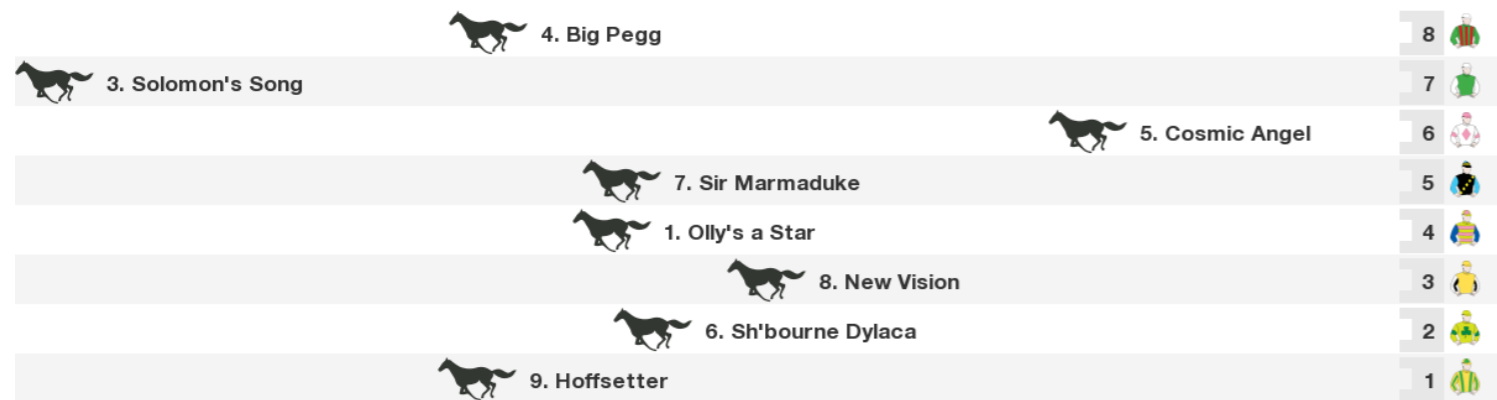 4. Big Pegg 8
3. Solomon's Song 7
5. Cosmic Angel 6
7. Sir Marmaduke 5
1. Olly's a Star 4
8. New Vision 3
6. Sh'bourne Dylaca 2
9. Hoffsetter 1